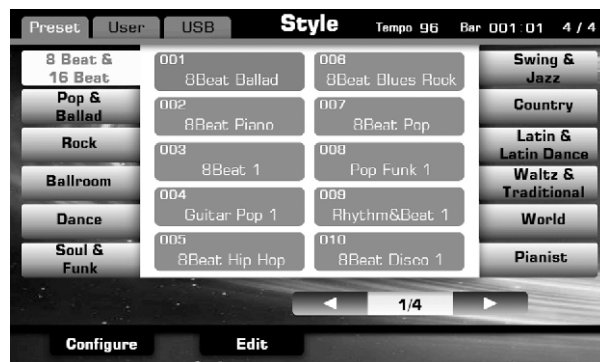 Preset User USB Style Tempo 96 Bar 001:01 4/4
8 Beat &
16 Beat
Pop &
Ballad
Rock
Ballroom
Dance
Soul &
Funk
001
8Beat Ballad
002
8Beat Piano
003
8Beat 1
004
Guitar Pop 1
005
8Beat Hip Hop
006
8Beat Blues Rock
007
8Beat Pop
008
Pop Funk 1
009
Rhythm&Beat 1
010
8Beat Disco 1
Swing &
Jazz
Country
Latin &
Latin Dance
Waltz &
Traditional
World
Pianist
1/4
Configure Edit